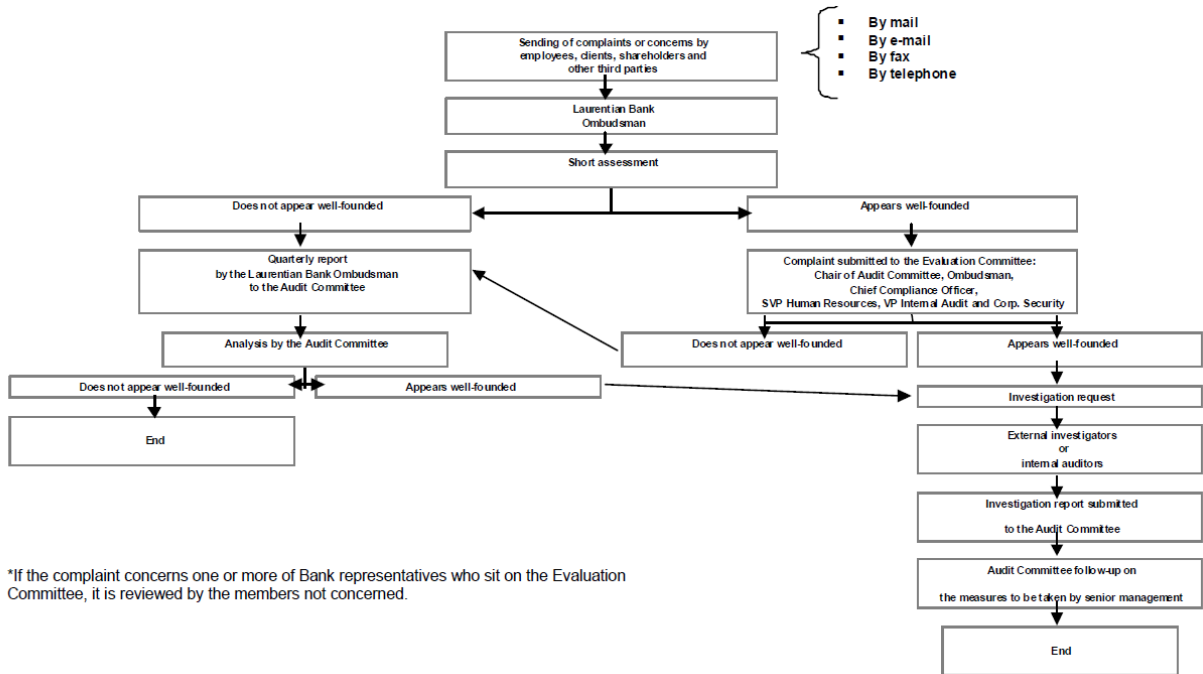 Sending of complaints or concerns by
employees, clients, shareholders and
other third parties
▪ By mail
▪ By e-mail
▪ By fax
▪ By telephone
Laurentian Bank
Ombudsman
Short assessment
Does not appear well-founded
Appears well-founded
Quarterly report
by the Laurentian Bank Ombudsman
to the Audit Committee
Complaint submitted to the Evaluation Committee:
Chair of Audit Committee, Ombudsman,
Chief Compliance Officer,
SVP Human Resources, VP Internal Audit and Corp. Security
Analysis by the Audit Committee
Does not appear well-founded
Appears well-founded
Does not appear well-founded
Appears well-founded
Investigation request
End
External investigators
or
internal auditors
Investigation report submitted
to the Audit Committee
*If the complaint concerns one or more of Bank representatives who sit on the Evaluation
Committee, it is reviewed by the members not concerned.
Audit Committee follow-up on
the measures to be taken by senior management
End